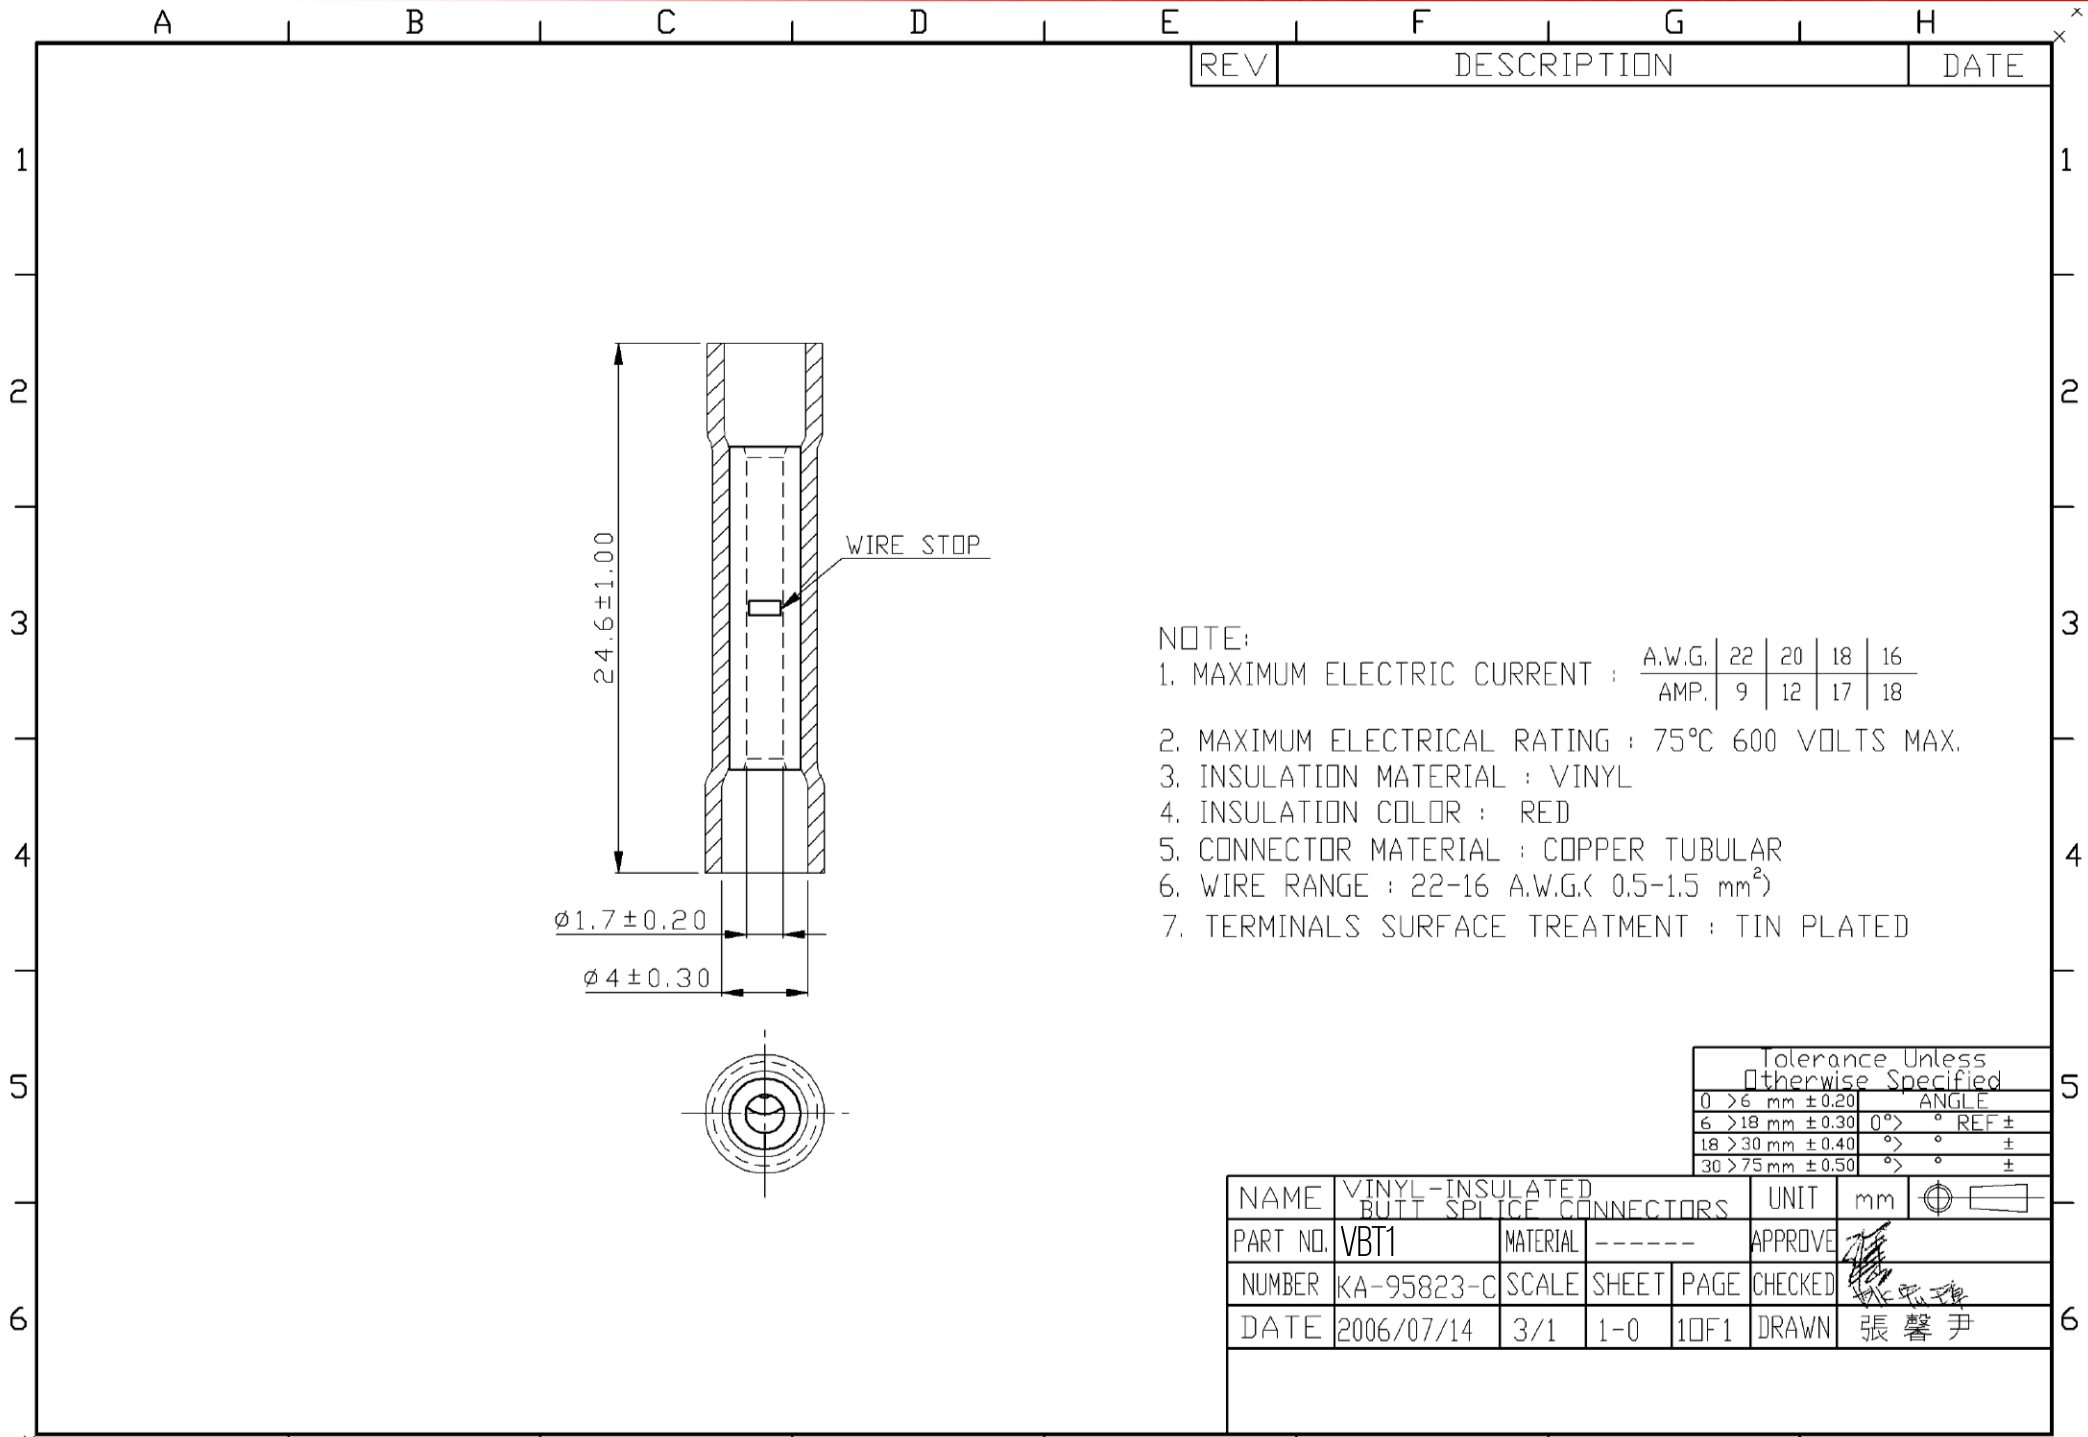 A B C D E F G H
REV DESCRIPTION DATE
1 1
2 2
24.6±1.00
WIRE STOP
3 3
NOTE:
1. MAXIMUM ELECTRIC CURRENT :
A.W.G. 22 20 18 16
AMP. 9 12 17 18
2. MAXIMUM ELECTRICAL RATING : 75°C 600 VOLTS MAX.
3. INSULATION MATERIAL : VINYL
4. INSULATION COLOR : RED
5. CONNECTOR MATERIAL : COPPER TUBULAR
6. WIRE RANGE : 22-16 A.W.G.( 0.5-1.5 mm²)
7. TERMINALS SURFACE TREATMENT : TIN PLATED
4 4
ø1.7±0.20
ø4±0.30
5 5
Tolerance Unless
Otherwise Specified
0 >6 mm ±0.20 ANGLE
6 >18 mm ±0.30 0°> ° REF ±
18 >30 mm ±0.40 °> ° ±
30 >75 mm ±0.50 °> ° ±
NAME VINYL-INSULATED
BUTT SPLICE CONNECTORS UNIT mm
PART NO. VBT1 MATERIAL ------ APPROVE
NUMBER KA-95823-C SCALE SHEET PAGE CHECKED
DATE 2006/07/14 3/1 1-0 1OF1 DRAWN 張馨尹
6 6